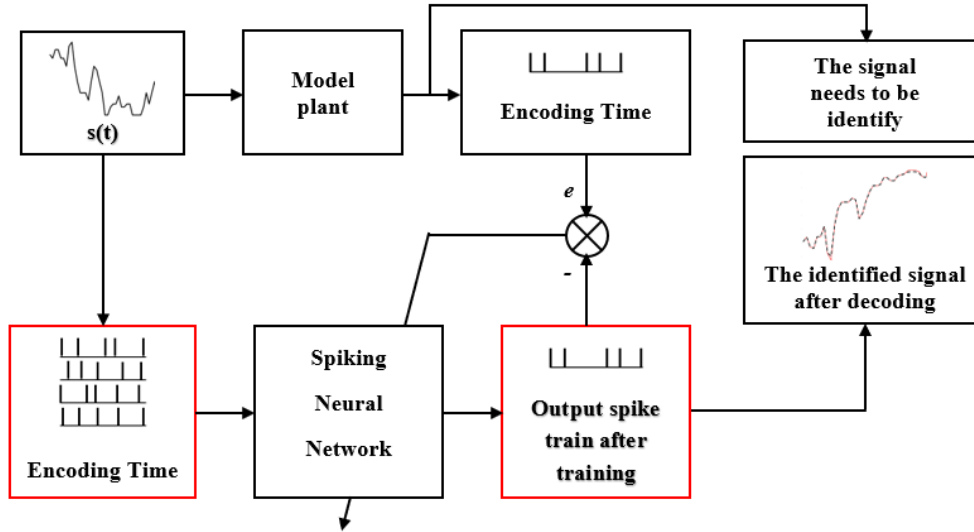 s(t)
Model
plant
Encoding Time
The signal
needs to be
identify
e
-
The identified signal
after decoding
Encoding Time
Spiking
Neural
Network
Output spike
train after
training